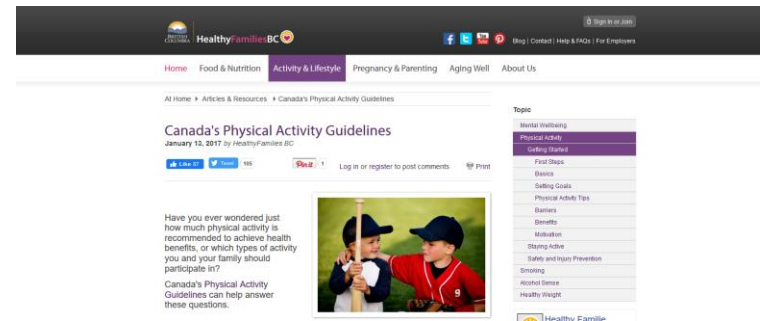 Sign in or Join
BRITISH COLUMBIA
HealthyFamiliesBC
You Tube
Blog | Contact | Help & FAQs | For Employers
Home Food & Nutrition Activity & Lifestyle Pregnancy & Parenting Aging Well About Us
Al Home Articles & Resources Canada's Physical Activity Guidelines
Canada's Physical Activity Guidelines
January 13, 2017 by HealthyFamilies BC
Like 57 Tweet 105 Pin it 1 Log in or register to post comments Print
Have you ever wondered just
how much physical activity is
recommended to achieve health
benefits, or which types of activity
you and your family should
participate in?
Canada's Physical Activity
Guidelines can help answer
these questions.
9
Topic
Mental Wellbeing
Physical Activity
Getting Started
First Steps
Basics
Setting Goals
Physical Activity Tips
Barriers
Benefits
Motivation
Staying Active
Safety and Injury Prevention
Smoking
Alcohol Sense
Healthy Weight
Healthy Familie